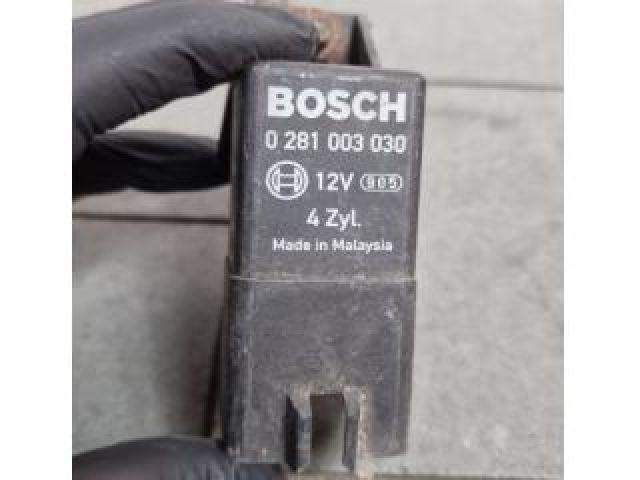 BOSCH
0 281 003 030
12V 905
4 Zyl.
Made in Malaysia